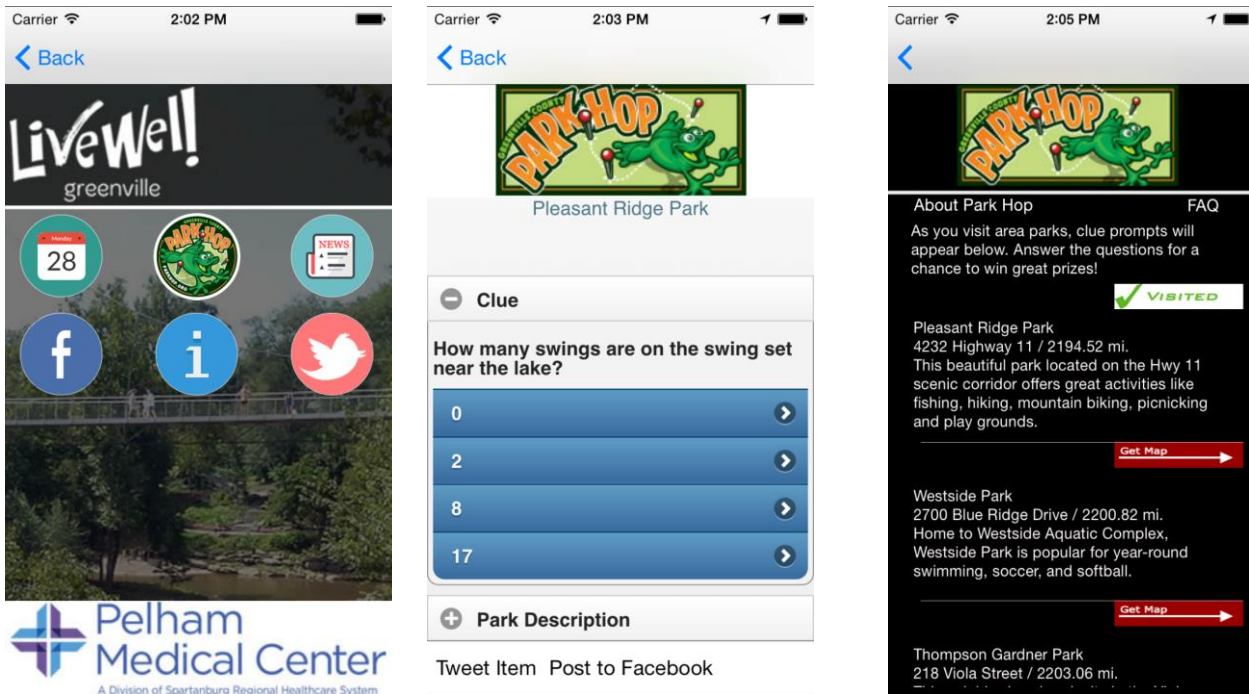 Carrier 2:02 PM
Back
LiveWell!
greenville
Monday
28
GREENVILLE COUNTY
PARK HOP
NEWS
f
i
Pelham
Medical Center
A Division of Spartanburg Regional Healthcare System
Carrier 2:03 PM
Back
GREENVILLE COUNTY
PARK HOP
Pleasant Ridge Park
Clue
How many swings are on the swing set
near the lake?
0
2
8
17
Park Description
Tweet Item Post to Facebook
Carrier 2:05 PM
GREENVILLE COUNTY
PARK HOP
About Park Hop FAQ
As you visit area parks, clue prompts will
appear below. Answer the questions for a
chance to win great prizes!
VISITED
Pleasant Ridge Park
4232 Highway 11 / 2194.52 mi.
This beautiful park located on the Hwy 11
scenic corridor offers great activities like
fishing, hiking, mountain biking, picnicking
and play grounds.
Get Map
Westside Park
2700 Blue Ridge Drive / 2200.82 mi.
Home to Westside Aquatic Complex,
Westside Park is popular for year-round
swimming, soccer, and softball.
Get Map
Thompson Gardner Park
218 Viola Street / 2203.06 mi.